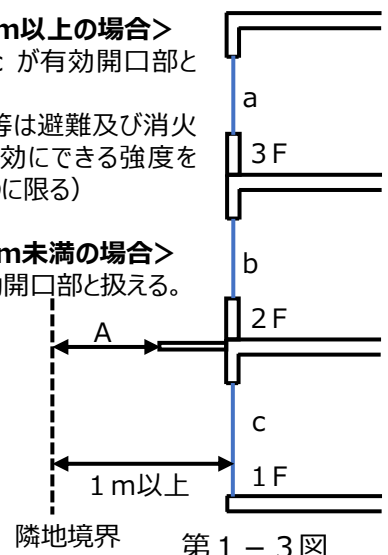 m以上の場合>
c が有効開口部と
等は避難及び消火
効にできる強度を
に限る）
m未満の場合>
開口部と扱える。
a
3F
b
2F
A
c
1F
1m以上
隣地境界
第1-3図